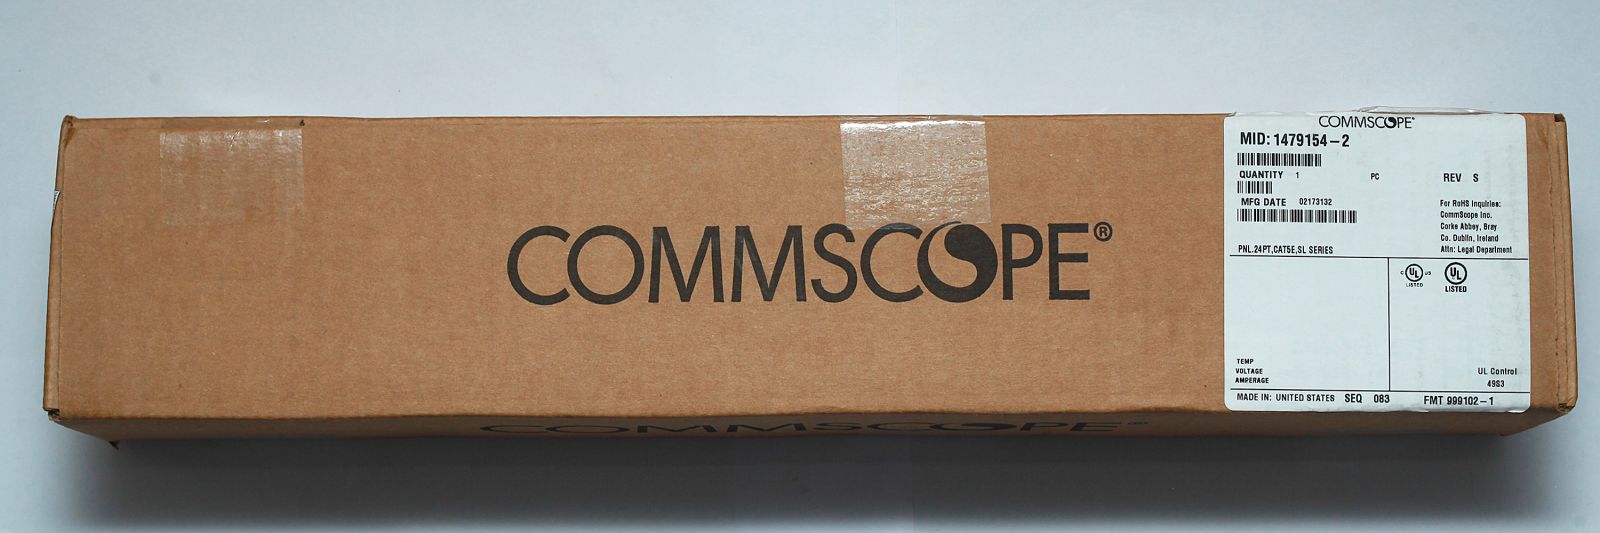 COMMSCOPE®
COMMSCOPE®
COMMSCOPE®
MID: 1479154-2
QUANTITY 1 PC REV S
MFG DATE 02173132
For RoHS Inquiries:
CommScope Inc.
Corke Abbey, Bray
Co. Dublin, Ireland
Attn: Legal Department
PNL.24PT,CAT5E,SL SERIES
C UL US LISTED
UL LISTED
TEMP
VOLTAGE
AMPERAGE
UL Control
49S3
MADE IN: UNITED STATES SEQ 083 FMT 999102-1